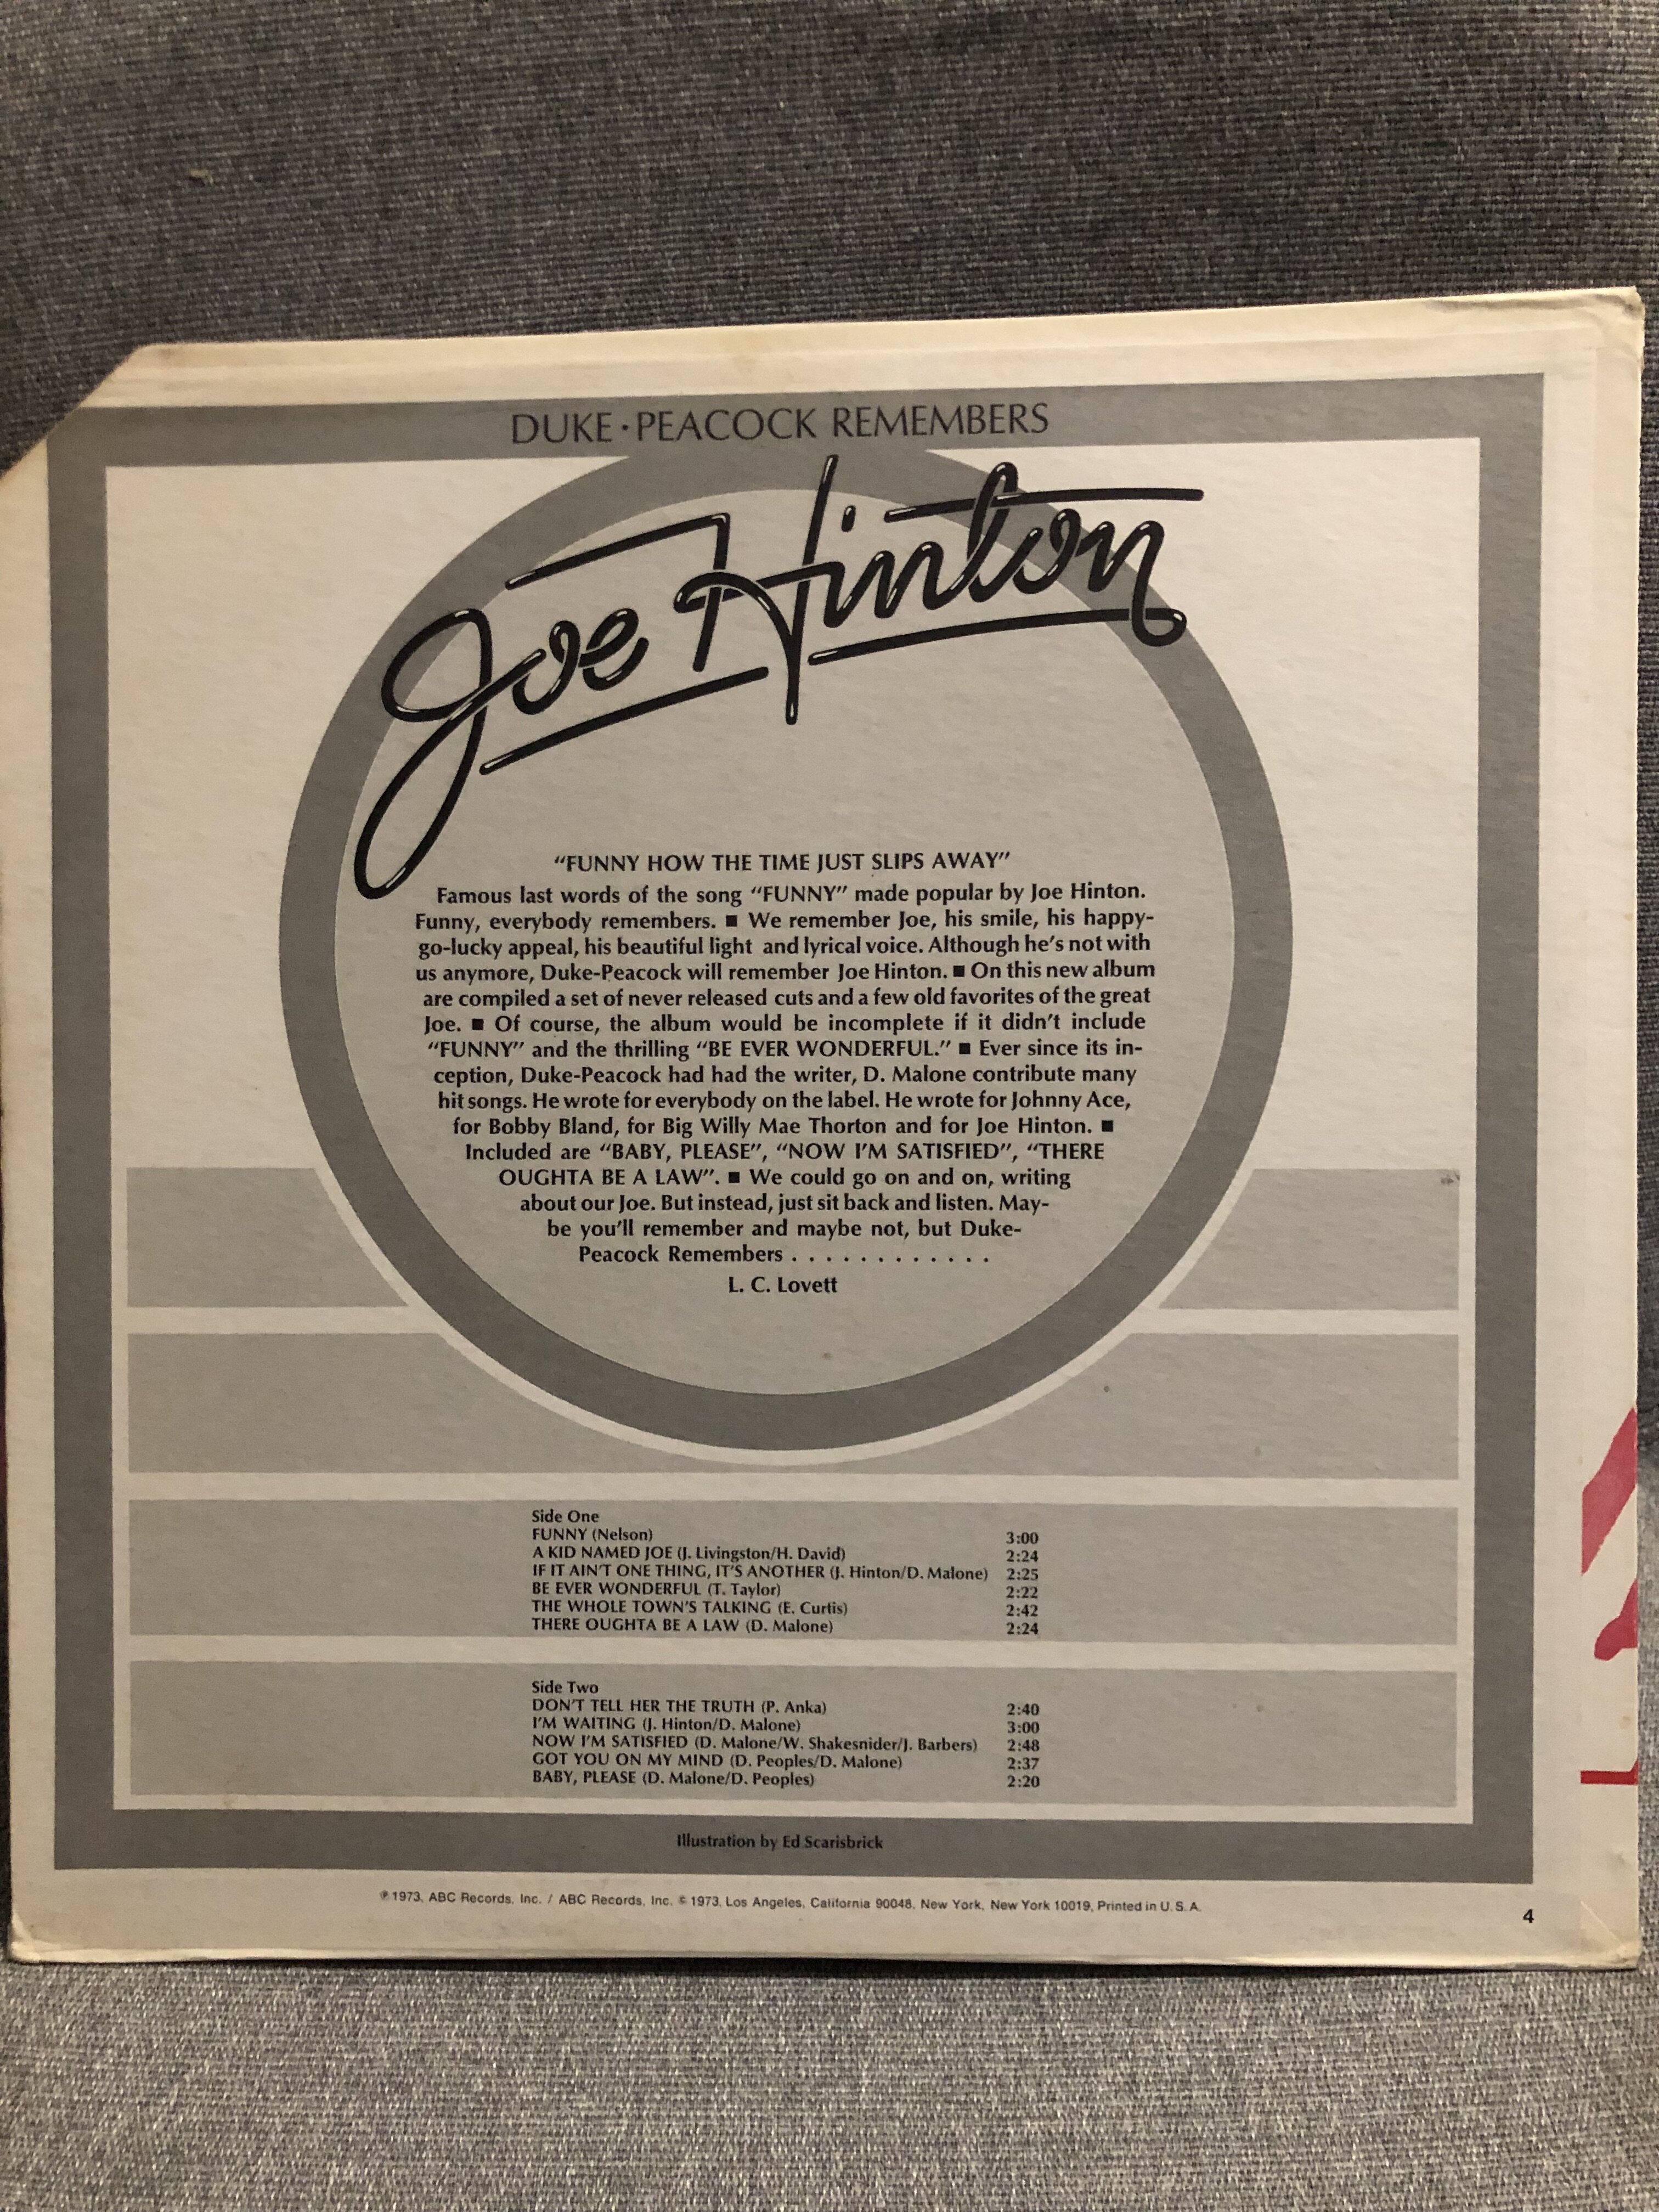 DUKE • PEACOCK REMEMBERS
Joe Hinton
“FUNNY HOW THE TIME JUST SLIPS AWAY”
Famous last words of the song “FUNNY” made popular by Joe Hinton.
Funny, everybody remembers. ■ We remember Joe, his smile, his happy-
go-lucky appeal, his beautiful light and lyrical voice. Although he’s not with
us anymore, Duke-Peacock will remember Joe Hinton. ■ On this new album
are compiled a set of never released cuts and a few old favorites of the great
Joe. ■ Of course, the album would be incomplete if it didn’t include
“FUNNY” and the thrilling “BE EVER WONDERFUL.” ■ Ever since its in-
ception, Duke-Peacock had had the writer, D. Malone contribute many
hit songs. He wrote for everybody on the label. He wrote for Johnny Ace,
for Bobby Bland, for Big Willy Mae Thorton and for Joe Hinton. ■
Included are “BABY, PLEASE”, “NOW I’M SATISFIED”, “THERE
OUGHTA BE A LAW”. ■ We could go on and on, writing
about our Joe. But instead, just sit back and listen. May-
be you’ll remember and maybe not, but Duke-
Peacock Remembers . . . . . . . . . . . .
L. C. Lovett
Side One
FUNNY (Nelson) 3:00
A KID NAMED JOE (J. Livingston/H. David) 2:24
IF IT AIN’T ONE THING, IT’S ANOTHER (J. Hinton/D. Malone) 2:25
BE EVER WONDERFUL (T. Taylor) 2:22
THE WHOLE TOWN’S TALKING (E. Curtis) 2:42
THERE OUGHTA BE A LAW (D. Malone) 2:24
Side Two
DON’T TELL HER THE TRUTH (P. Anka) 2:40
I’M WAITING (J. Hinton/D. Malone) 3:00
NOW I’M SATISFIED (D. Malone/W. Shakesnider/J. Barbers) 2:48
GOT YOU ON MY MIND (D. Peoples/D. Malone) 2:37
BABY, PLEASE (D. Malone/D. Peoples) 2:20
Illustration by Ed Scarisbrick
℗ 1973, ABC Records, Inc. / ABC Records, Inc. © 1973, Los Angeles, California 90048, New York, New York 10019, Printed in U.S.A.
4